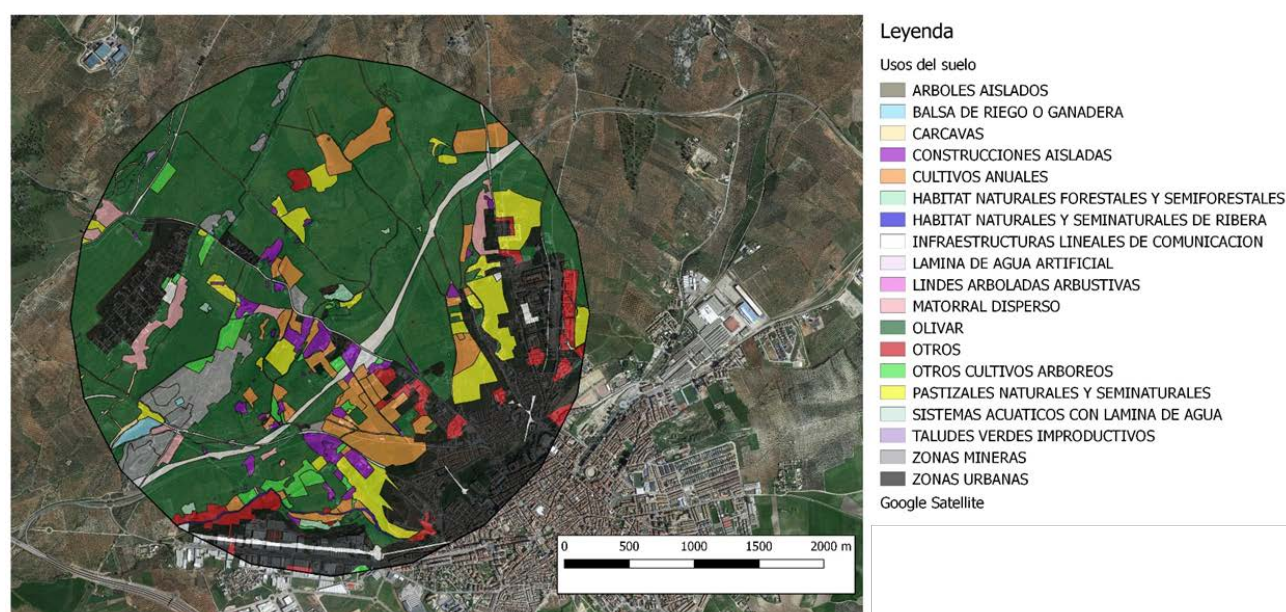 Leyenda
Usos del suelo
ARBOLES AISLADOS
BALSA DE RIEGO O GANADERA
CARCAVAS
CONSTRUCCIONES AISLADAS
CULTIVOS ANUALES
HABITAT NATURALES FORESTALES Y SEMIFORESTALES
HABITAT NATURALES Y SEMINATURALES DE RIBERA
INFRAESTRUCTURAS LINEALES DE COMUNICACION
LAMINA DE AGUA ARTIFICIAL
LINDES ARBOLADAS ARBUSTIVAS
MATORRAL DISPERSO
OLIVAR
OTROS
OTROS CULTIVOS ARBOREOS
PASTIZALES NATURALES Y SEMINATURALES
SISTEMAS ACUATICOS CON LAMINA DE AGUA
TALUDES VERDES IMPRODUCTIVOS
ZONAS MINERAS
ZONAS URBANAS
Google Satellite
0 500 1000 1500 2000 m